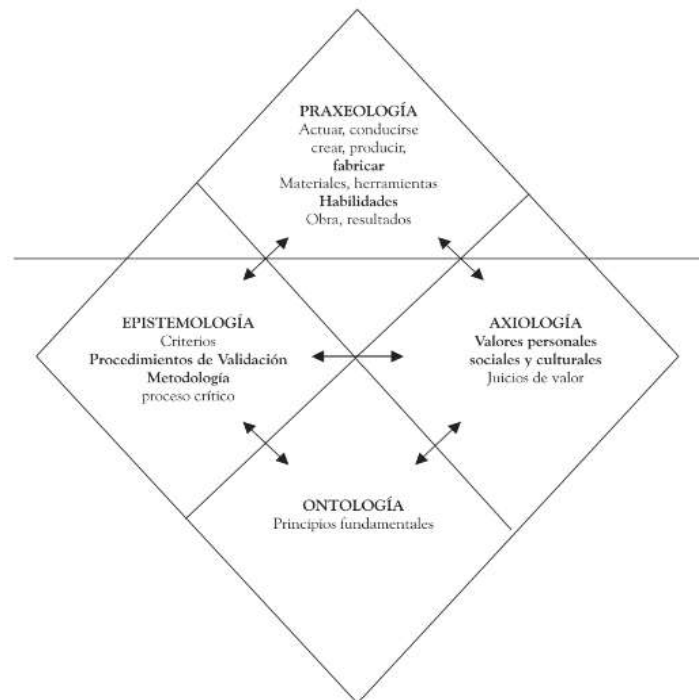 PRAXEOLOGÍA
Actuar, conducirse
crear, producir,
fabricar
Materiales, herramientas
Habilidades
Obra, resultados
EPISTEMOLOGÍA
Criterios
Procedimientos de Validación
Metodología
proceso crítico
AXIOLOGÍA
Valores personales
sociales y culturales
Juicios de valor
ONTOLOGÍA
Principios fundamentales